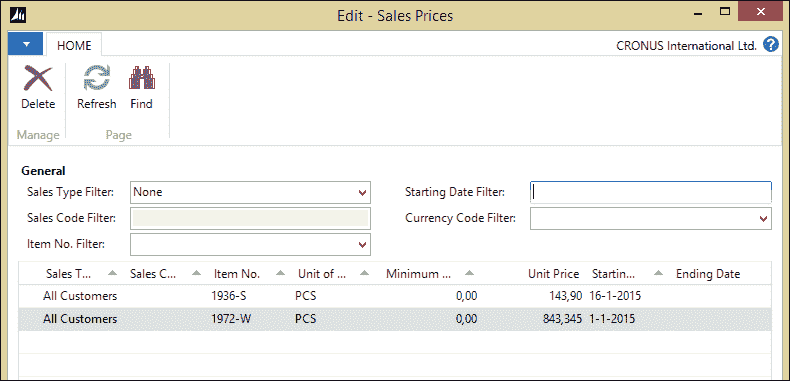 Edit - Sales Prices
HOME
CRONUS International Ltd.
Delete
Refresh
Find
Manage
Page
General
Sales Type Filter: None Starting Date Filter:
Sales Code Filter: Currency Code Filter:
Item No. Filter:
Sales T... Sales C... Item No. Unit of ... Minimum ... Unit Price Startin... Ending Date
All Customers 1936-S PCS 0,00 143,90 16-1-2015
All Customers 1972-W PCS 0,00 843,345 1-1-2015